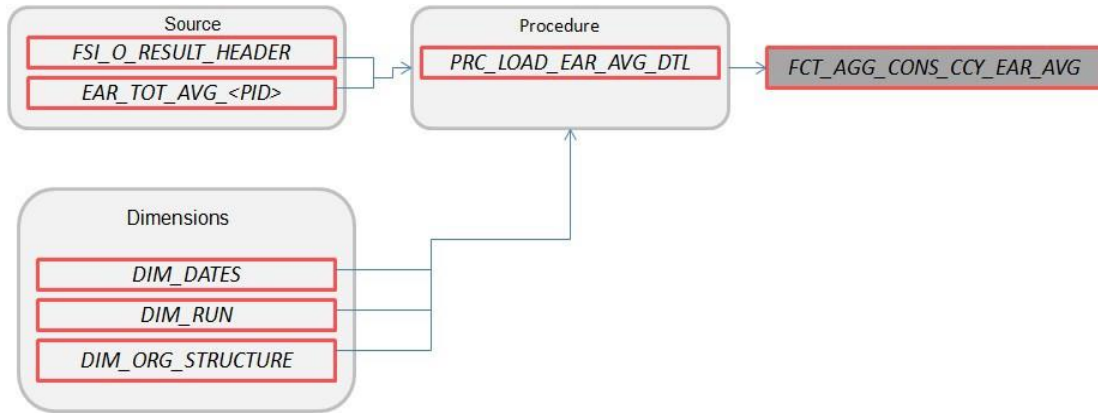 Source
FSI_O_RESULT_HEADER
EAR_TOT_AVG_<PID>
Procedure
PRC_LOAD_EAR_AVG_DTL
FCT_AGG_CONS_CCY_EAR_AVG
Dimensions
DIM_DATES
DIM_RUN
DIM_ORG_STRUCTURE